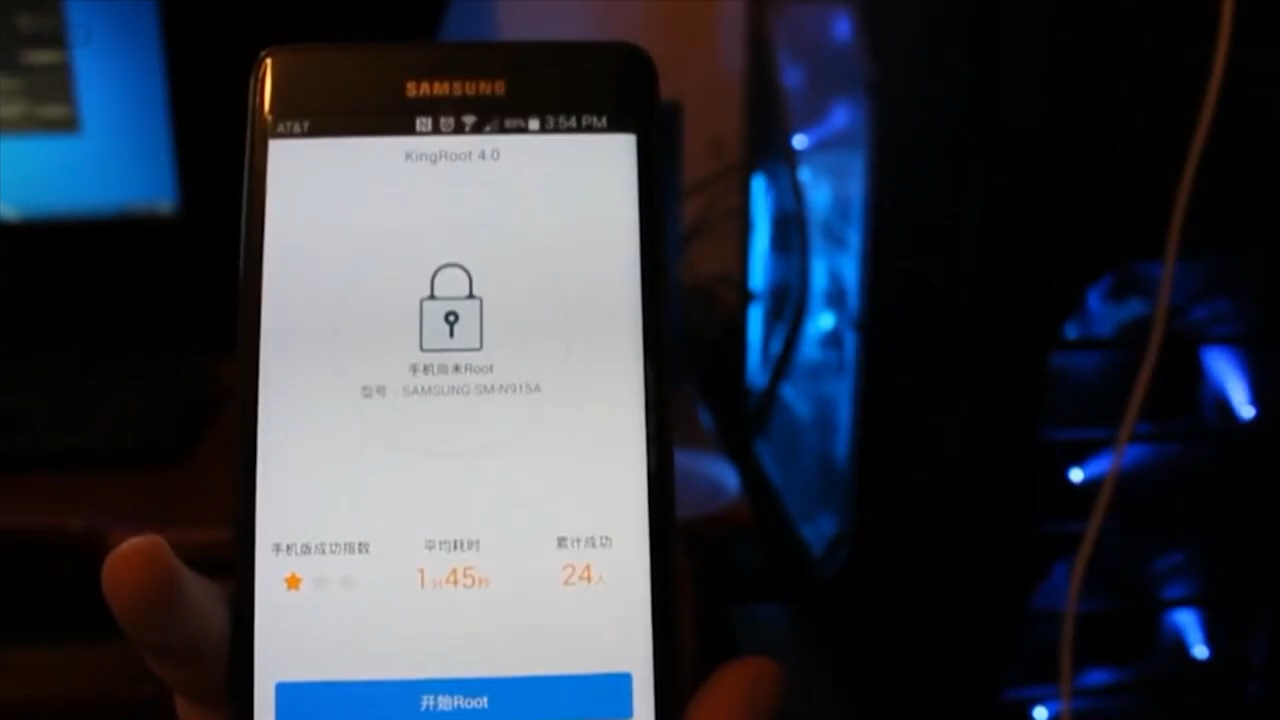 SAMSUNG
AT&T 3:54 PM
KingRoot 4.0
手机尚未Root
型号 SAMSUNG-SM-N915A
手机版成功指数 平均耗时 累计成功
1分45秒 24人
开始Root